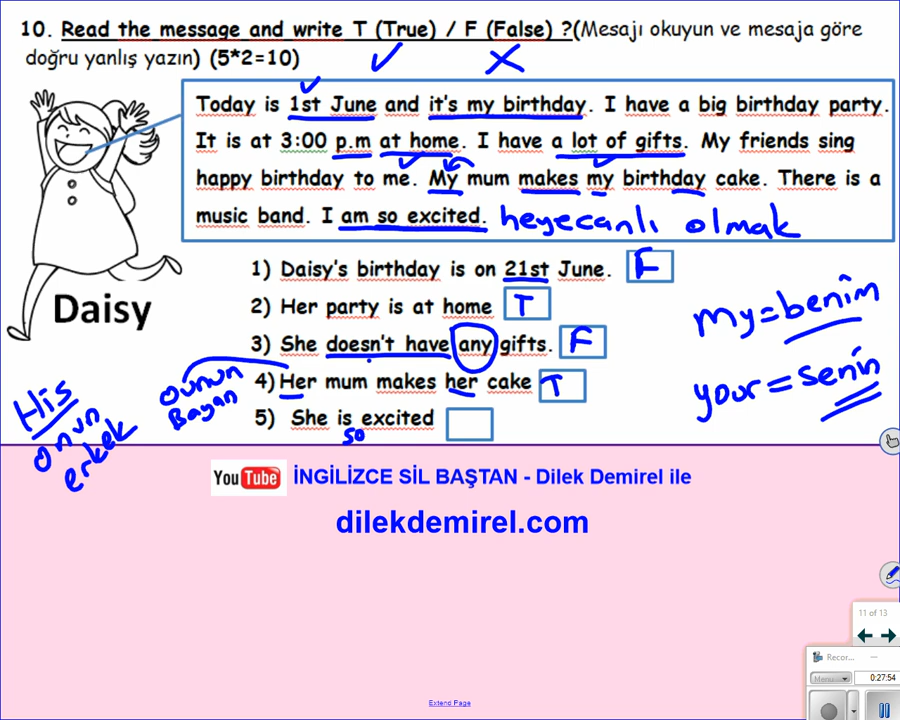 10. Read the message and write T (True) / F (False) ?(Mesajı okuyun ve mesaja göre
doğru yanlış yazın) (5*2=10)
Today is 1st June and it's my birthday. I have a big birthday party.
It is at 3:00 p.m at home. I have a lot of gifts. My friends sing
happy birthday to me. My mum makes my birthday cake. There is a
music band. I am so excited. heyecanlı olmak
1) Daisy's birthday is on 21st June. F
2) Her party is at home T
3) She doesn't have any gifts. F
4) Her mum makes her cake T
5) She is excited
so
Daisy
my=benim
your=senin
Onunun
Bayan
His
onun
erkek
YouTube İNGİLİZCE SİL BAŞTAN - Dilek Demirel ile
dilekdemirel.com
11 of 13
Recor...
Menu
0:27:54
Extend Page